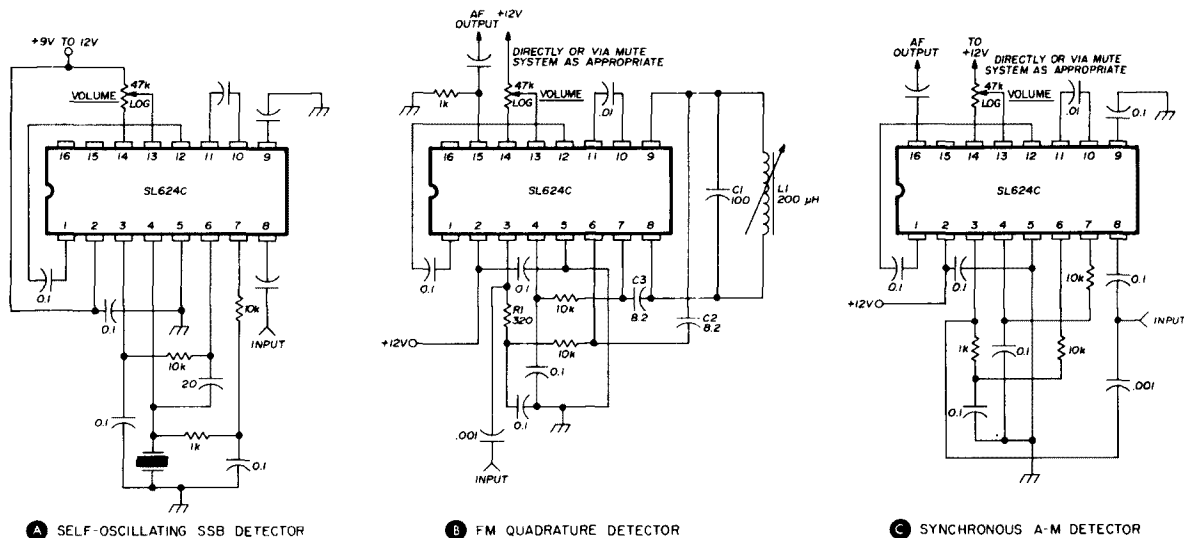 +9V TO 12V
47k
LOG
VOLUME
16 15 14 13 12 11 10 9
SL624C
1 2 3 4 5 6 7 8
0.1
0.1
10k
INPUT
10k
20
0.1
1k
0.1
A SELF-OSCILLATING SSB DETECTOR
AF
OUTPUT
+12V
DIRECTLY OR VIA MUTE
SYSTEM AS APPROPRIATE
1k
47k
LOG
VOLUME
.01
16 15 14 13 12 11 10 9
SL624C
1 2 3 4 5 6 7 8
C1
100
L1
200 µH
0.1
0.1
R1
320
10k
C3
8.2
C2
8.2
+12V
10k
0.1
0.1
.001
INPUT
B FM QUADRATURE DETECTOR
AF
OUTPUT
TO
+12V
DIRECTLY OR VIA MUTE
SYSTEM AS APPROPRIATE
47k
LOG
VOLUME
.01
0.1
16 15 14 13 12 11 10 9
SL624C
1 2 3 4 5 6 7 8
0.1
0.1
10k
0.1
+12V
INPUT
1k
0.1
10k
.001
0.1
C SYNCHRONOUS A-M DETECTOR